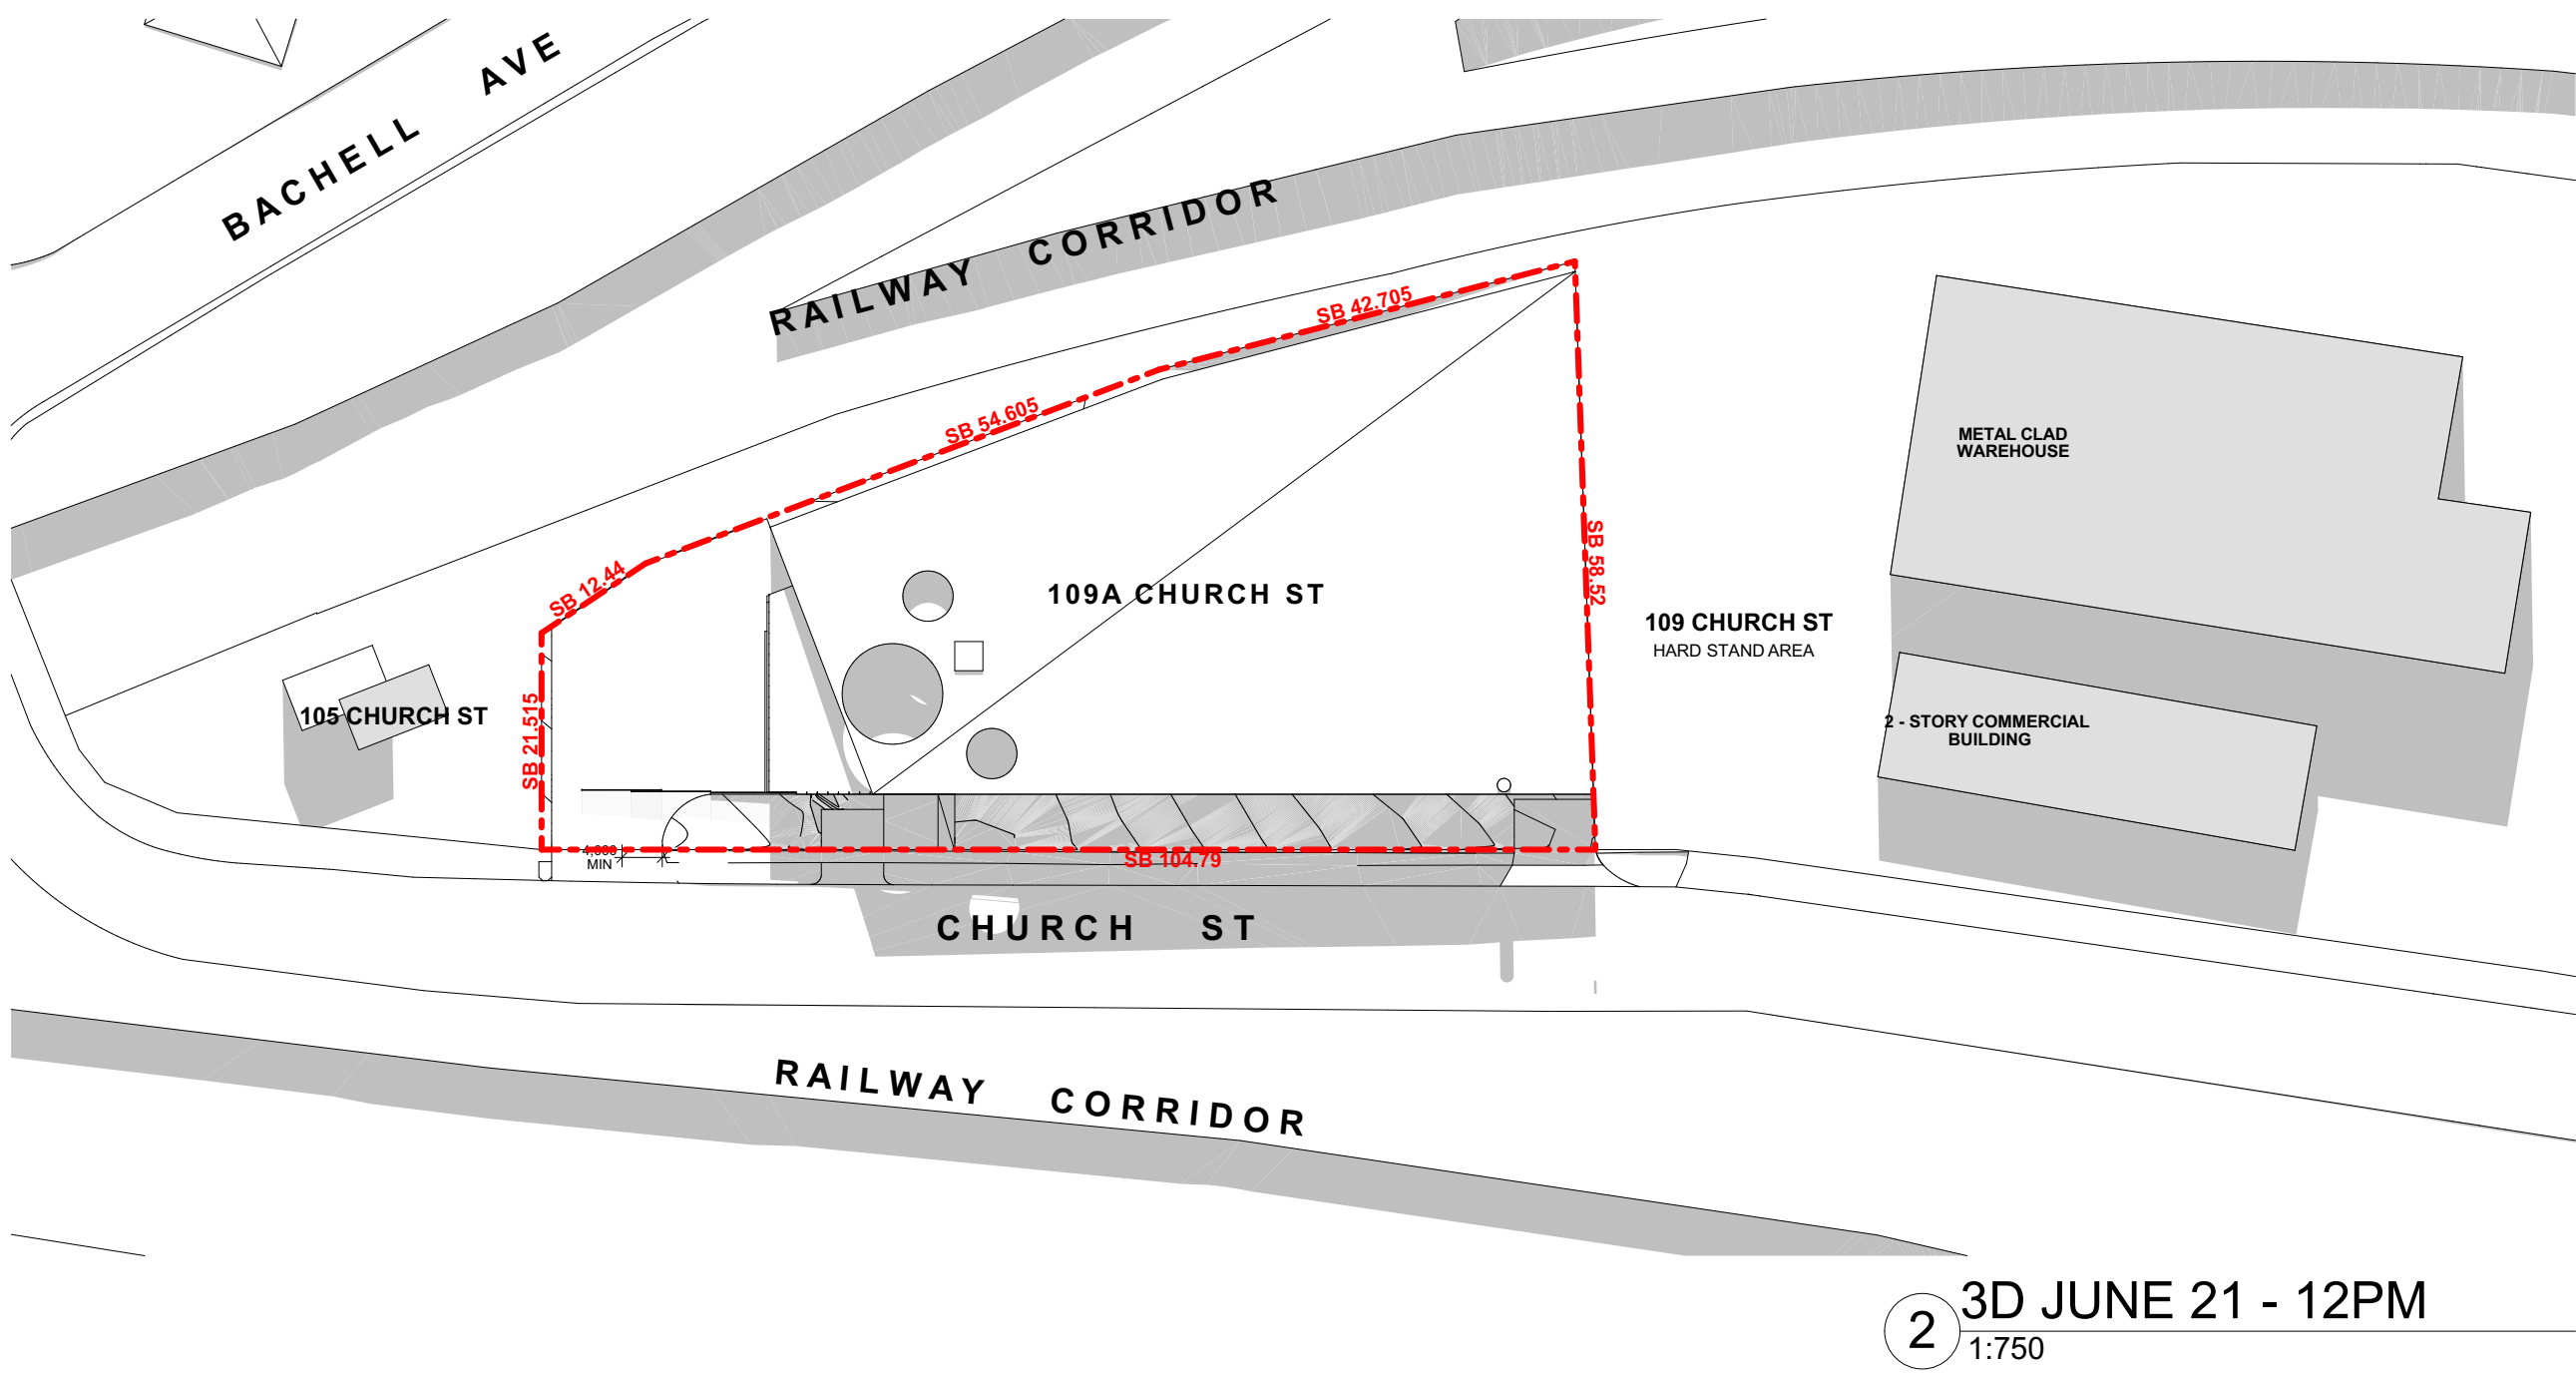 BACHELL AVE
RAILWAY CORRIDOR
SB 42.705
SB 54.605
METAL CLAD
WAREHOUSE
SB 12.44
109A CHURCH ST
SB 58.52
109 CHURCH ST
HARD STAND AREA
105 CHURCH ST
SB 21.515
2 - STORY COMMERCIAL
BUILDING
MIN
SB 104.79
CHURCH ST
RAILWAY CORRIDOR
2
3D JUNE 21 - 12PM
1:750